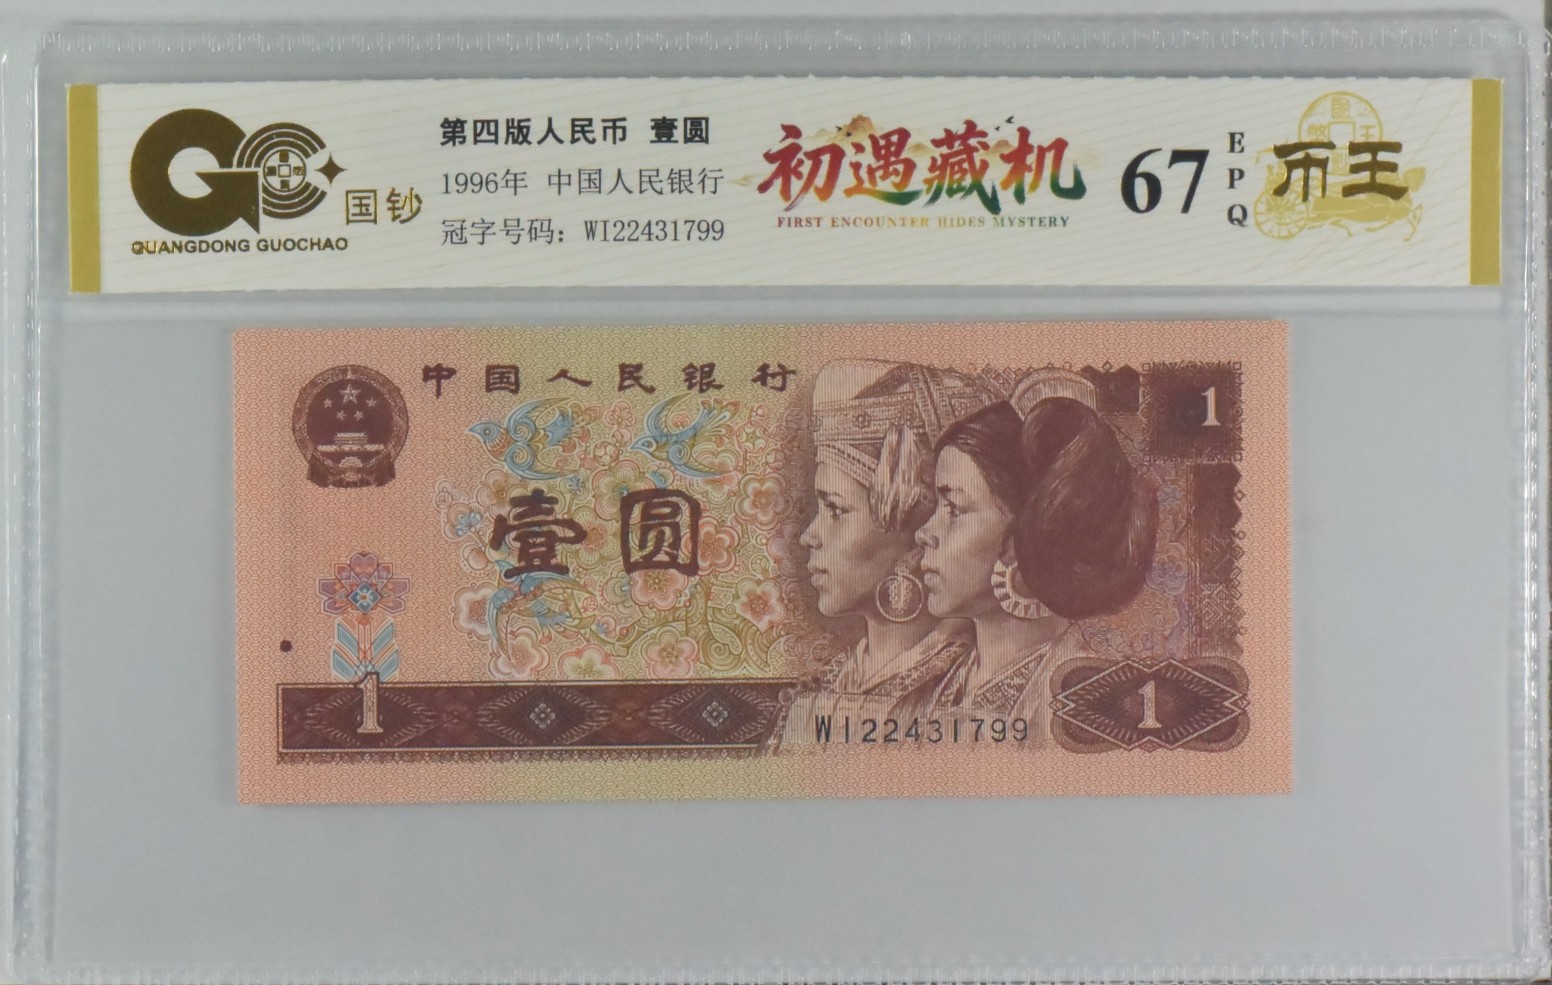 国钞
GUANGDONG GUOCHAO
第四版人民币 壹圆
1996年 中国人民银行
冠字号码：WI22431799
初遇藏机
FIRST ENCOUNTER HIDES MYSTERY
67
EPQ
币王
中国人民银行
1
壹圆
1
WI22431799
1